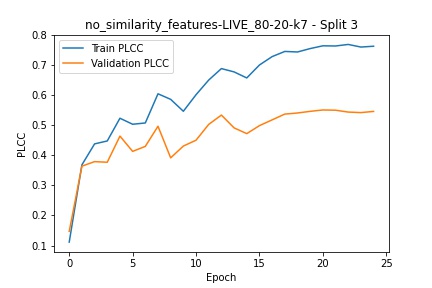 no_similarity_features-LIVE_80-20-k7 - Split 3
Train PLCC
Validation PLCC
PLCC
0.8
0.7
0.6
0.5
0.4
0.3
0.2
0.1
0 5 10 15 20 25
Epoch